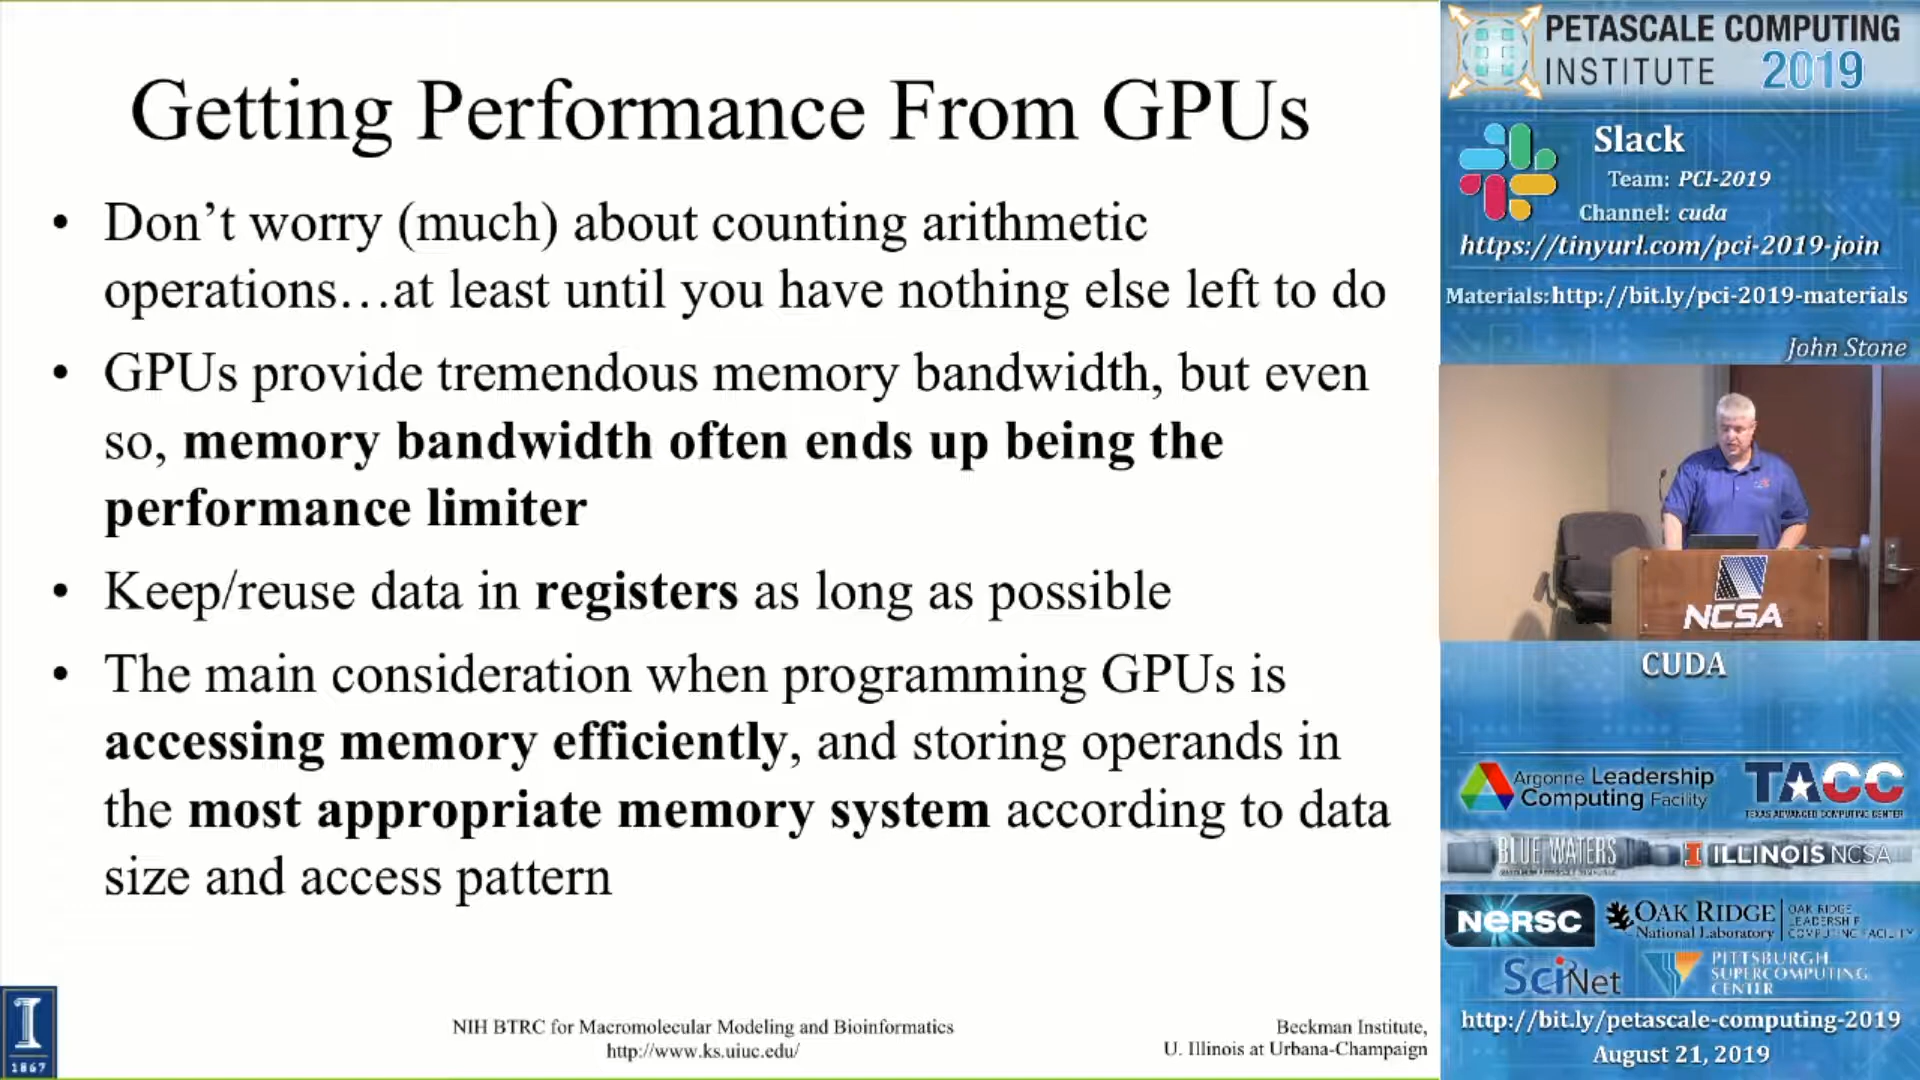 Getting Performance From GPUs
• Don’t worry (much) about counting arithmetic
operations…at least until you have nothing else left to do
• GPUs provide tremendous memory bandwidth, but even
so, memory bandwidth often ends up being the
performance limiter
• Keep/reuse data in registers as long as possible
• The main consideration when programming GPUs is
accessing memory efficiently, and storing operands in
the most appropriate memory system according to data
size and access pattern
1867
NIH BTRC for Macromolecular Modeling and Bioinformatics
http://www.ks.uiuc.edu/
Beckman Institute,
U. Illinois at Urbana-Champaign
PETASCALE COMPUTING
INSTITUTE 2019
Slack
Team: PCI-2019
Channel: cuda
https://tinyurl.com/pci-2019-join
Materials:http://bit.ly/pci-2019-materials
John Stone
NCSA
CUDA
Argonne Leadership
Computing Facility
TACC
TEXAS ADVANCED COMPUTING CENTER
BLUE WATERS
I ILLINOIS NCSA
NERSC
OAK RIDGE
National Laboratory
OAK RIDGE
LEADERSHIP
COMPUTING FACILITY
SciNet
PITTSBURGH
SUPERCOMPUTING
CENTER
http://bit.ly/petascale-computing-2019
August 21, 2019